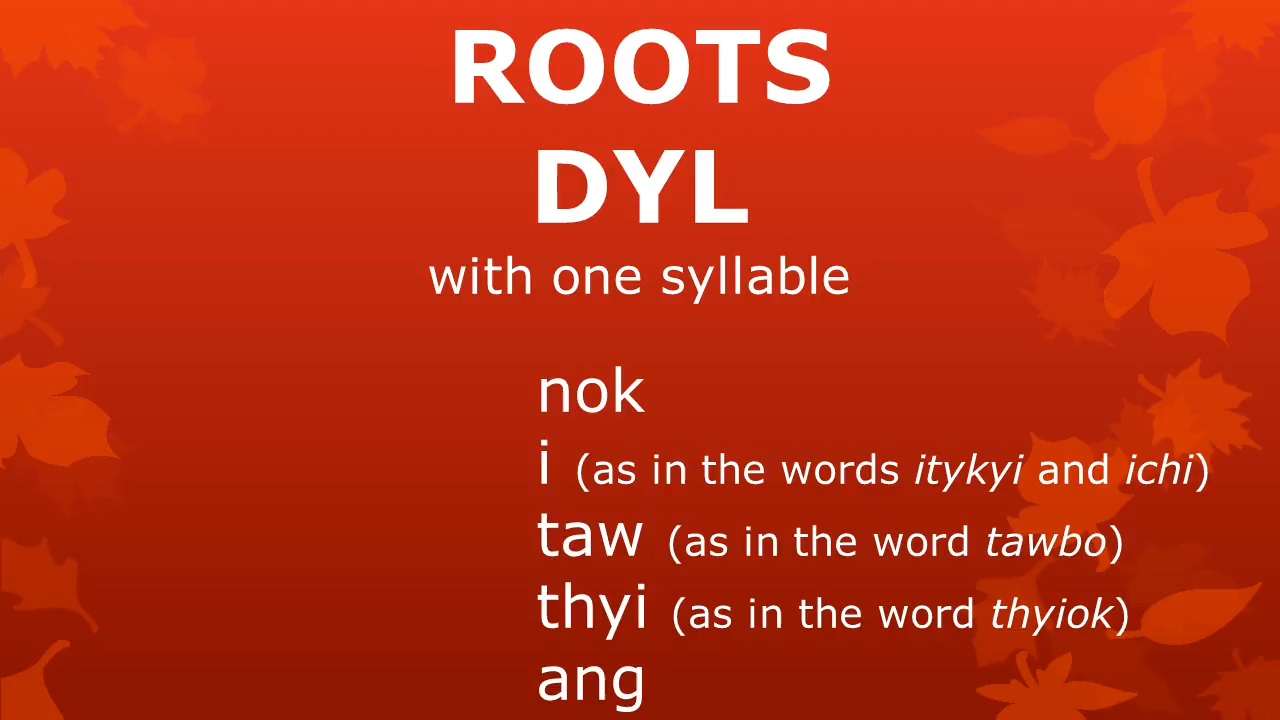 ROOTS
DYL
with one syllable
nok
i (as in the words itykyi and ichi)
taw (as in the word tawbo)
thyi (as in the word thyiok)
ang